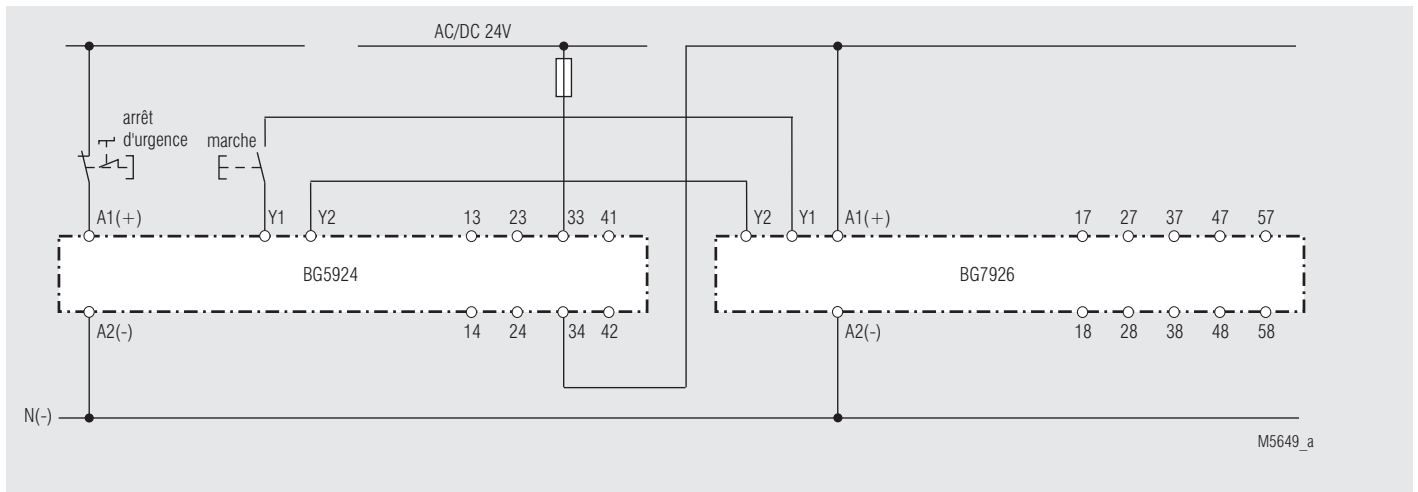 AC/DC 24V
arrêt
d'urgence
marche
A1(+) Y1 Y2 13 23 33 41 Y2 Y1 A1(+) 17 27 37 47 57
BG5924 BG7926
A2(-) 14 24 34 42 A2(-) 18 28 38 48 58
N(-)
M5649_a